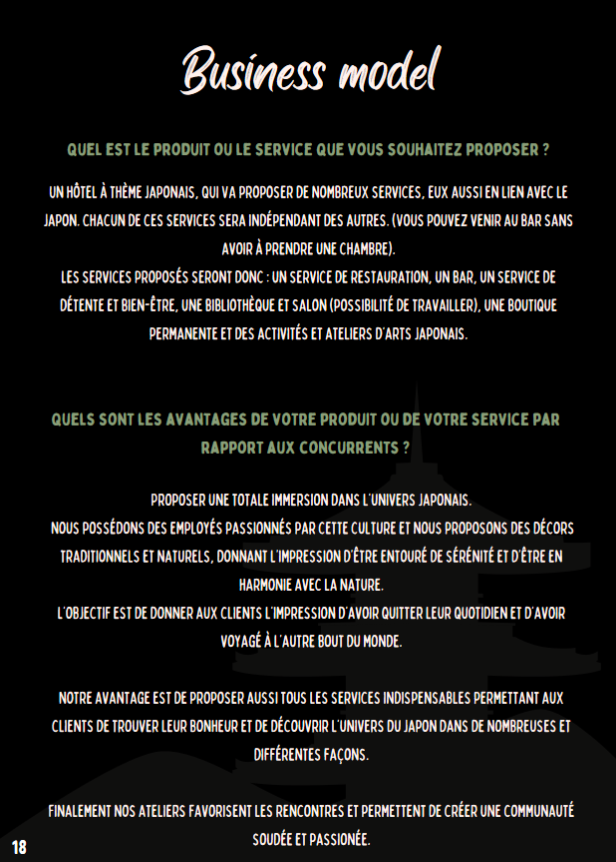 Business model
QUEL EST LE PRODUIT OU LE SERVICE QUE VOUS SOUHAITEZ PROPOSER ?
UN HÔTEL À THÈME JAPONAIS, QUI VA PROPOSER DE NOMBREUX SERVICES, EUX AUSSI EN LIEN AVEC LE
JAPON. CHACUN DE CES SERVICES SERA INDÉPENDANT DES AUTRES. (VOUS POUVEZ VENIR AU BAR SANS
AVOIR À PRENDRE UNE CHAMBRE).
LES SERVICES PROPOSÉS SERONT DONC : UN SERVICE DE RESTAURATION, UN BAR, UN SERVICE DE
DÉTENTE ET BIEN-ÊTRE, UNE BIBLIOTHÈQUE ET SALON (POSSIBILITÉ DE TRAVAILLER), UNE BOUTIQUE
PERMANENTE ET DES ACTIVITÉS ET ATELIERS D'ARTS JAPONAIS.
QUELS SONT LES AVANTAGES DE VOTRE PRODUIT OU DE VOTRE SERVICE PAR
RAPPORT AUX CONCURRENTS ?
PROPOSER UNE TOTALE IMMERSION DANS L'UNIVERS JAPONAIS.
NOUS POSSÉDONS DES EMPLOYÉS PASSIONNÉS PAR CETTE CULTURE ET NOUS PROPOSONS DES DÉCORS
TRADITIONNELS ET NATURELS, DONNANT L'IMPRESSION D'ÊTRE ENTOURÉ DE SÉRÉNITÉ ET D'ÊTRE EN
HARMONIE AVEC LA NATURE.
L'OBJECTIF EST DE DONNER AUX CLIENTS L'IMPRESSION D'AVOIR QUITTER LEUR QUOTIDIEN ET D'AVOIR
VOYAGÉ À L'AUTRE BOUT DU MONDE.
NOTRE AVANTAGE EST DE PROPOSER AUSSI TOUS LES SERVICES INDISPENSABLES PERMETTANT AUX
CLIENTS DE TROUVER LEUR BONHEUR ET DE DÉCOUVRIR L'UNIVERS DU JAPON DANS DE NOMBREUSES ET
DIFFÉRENTES FAÇONS.
FINALEMENT NOS ATELIERS FAVORISENT LES RENCONTRES ET PERMETTENT DE CRÉER UNE COMMUNAUTÉ
SOUDÉE ET PASSIONÉE.
18